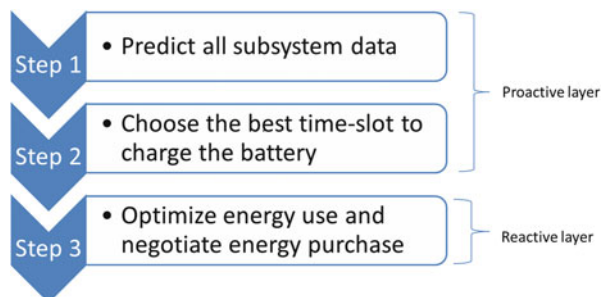 Step 1
• Predict all subsystem data
Step 2
• Choose the best time-slot to
charge the battery
Proactive layer
Step 3
• Optimize energy use and
negotiate energy purchase
Reactive layer